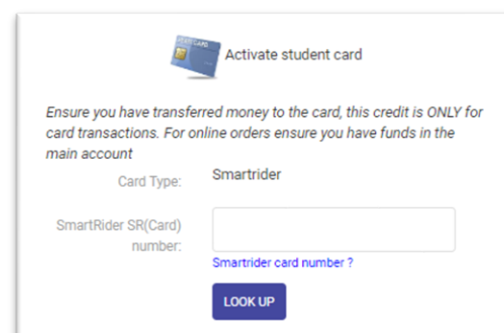 Activate student card
Ensure you have transferred money to the card, this credit is ONLY for
card transactions. For online orders ensure you have funds in the
main account
Card Type: Smartrider
SmartRider SR(Card)
number:
Smartrider card number ?
LOOK UP